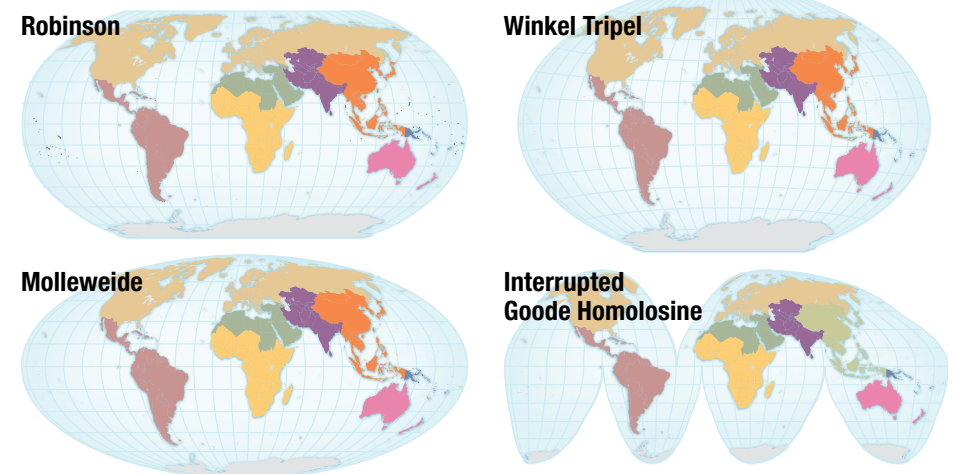 Robinson
Winkel Tripel
Molleweide
Interrupted
Goode Homolosine